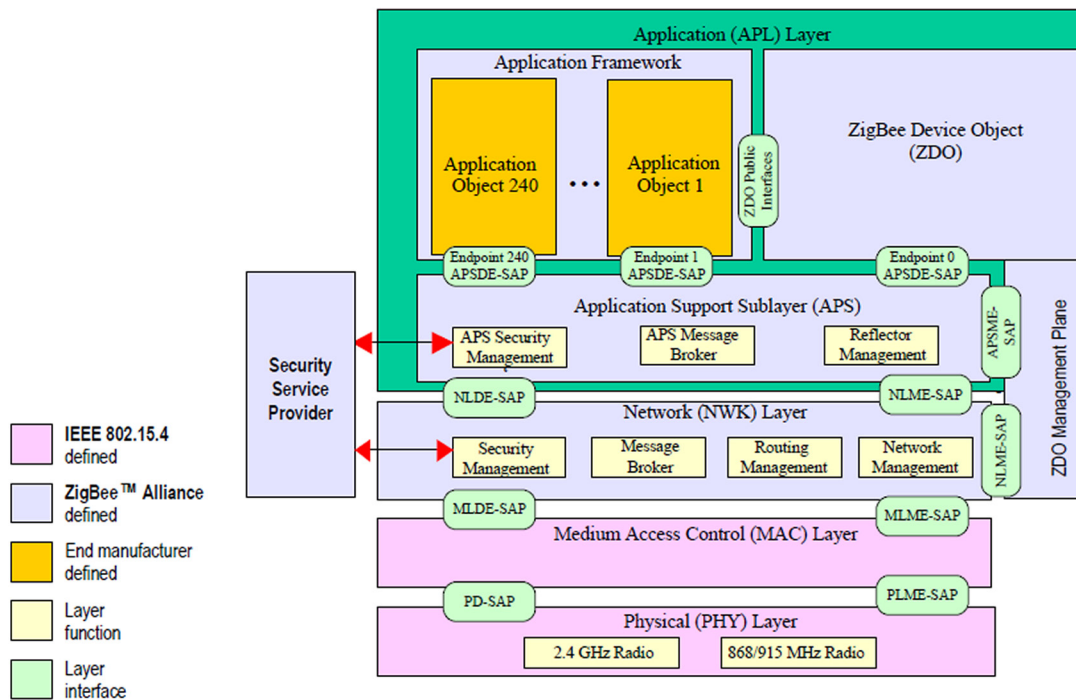 Application (APL) Layer
Application Framework
ZigBee Device Object
(ZDO)
Application
Object 240
...
Application
Object 1
ZDO Public
Interfaces
Endpoint 240
APSDE-SAP
Endpoint 1
APSDE-SAP
Endpoint 0
APSDE-SAP
Application Support Sublayer (APS)
APS Security
Management
APS Message
Broker
Reflector
Management
APSME-
SAP
Security
Service
Provider
NLDE-SAP
NLME-SAP
Network (NWK) Layer
Security
Management
Message
Broker
Routing
Management
Network
Management
NLME-SAP
ZDO Management Plane
MLDE-SAP
MLME-SAP
Medium Access Control (MAC) Layer
PD-SAP
PLME-SAP
Physical (PHY) Layer
2.4 GHz Radio
868/915 MHz Radio
IEEE 802.15.4
defined
ZigBee™ Alliance
defined
End manufacturer
defined
Layer
function
Layer
interface